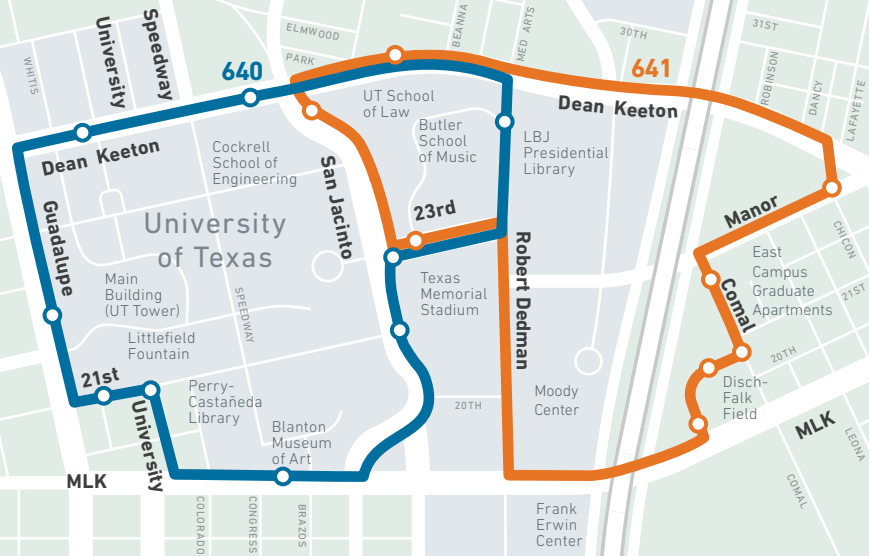 ELMWOOD
BEANNA
MED ARTS
31ST
30TH
Speedway
University
WHITIS
PARK
640
641
ROBINSON
DANCY
LAFAYETTE
UT School
of Law
Dean Keeton
Butler
School
of Music
LBJ
Presidential
Library
Dean Keeton
Cockrell
School of
Engineering
San Jacinto
23rd
Manor
Guadalupe
University
of Texas
CHICON
Robert Dedman
East
Campus
Graduate
Apartments
Main
Building
(UT Tower)
SPEEDWAY
Texas
Memorial
Stadium
Comal
21ST
Littlefield
Fountain
20TH
21st
Perry-
Castañeda
Library
20TH
Moody
Center
Disch-
Falk
Field
University
Blanton
Museum
of Art
MLK
LEONA
MLK
COMAL
COLORADO
CONGRESS
BRAZOS
Frank
Erwin
Center